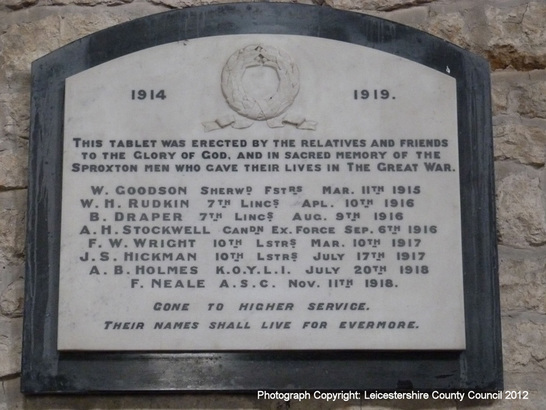 1914 1919.
THIS TABLET WAS ERECTED BY THE RELATIVES AND FRIENDS
TO THE GLORY OF GOD, AND IN SACRED MEMORY OF THE
SPROXTON MEN WHO GAVE THEIR LIVES IN THE GREAT WAR.
W. GOODSON SHERWD FSTRS MAR. 11TH 1915
W. H. RUDKIN 7TH LINCS APL. 10TH 1916
B. DRAPER 7TH LINCS AUG. 9TH 1916
A. H. STOCKWELL CANDN EX. FORCE SEP. 6TH 1916
F. W. WRIGHT 10TH LSTRS MAR. 10TH 1917
J. S. HICKMAN 10TH LSTRS JULY 17TH 1917
A. B. HOLMES K.O.Y.L.I. JULY 20TH 1918
F. NEALE A.S.C. NOV. 11TH 1918.
GONE TO HIGHER SERVICE.
THEIR NAMES SHALL LIVE FOR EVERMORE.
Photograph Copyright: Leicestershire County Council 2012